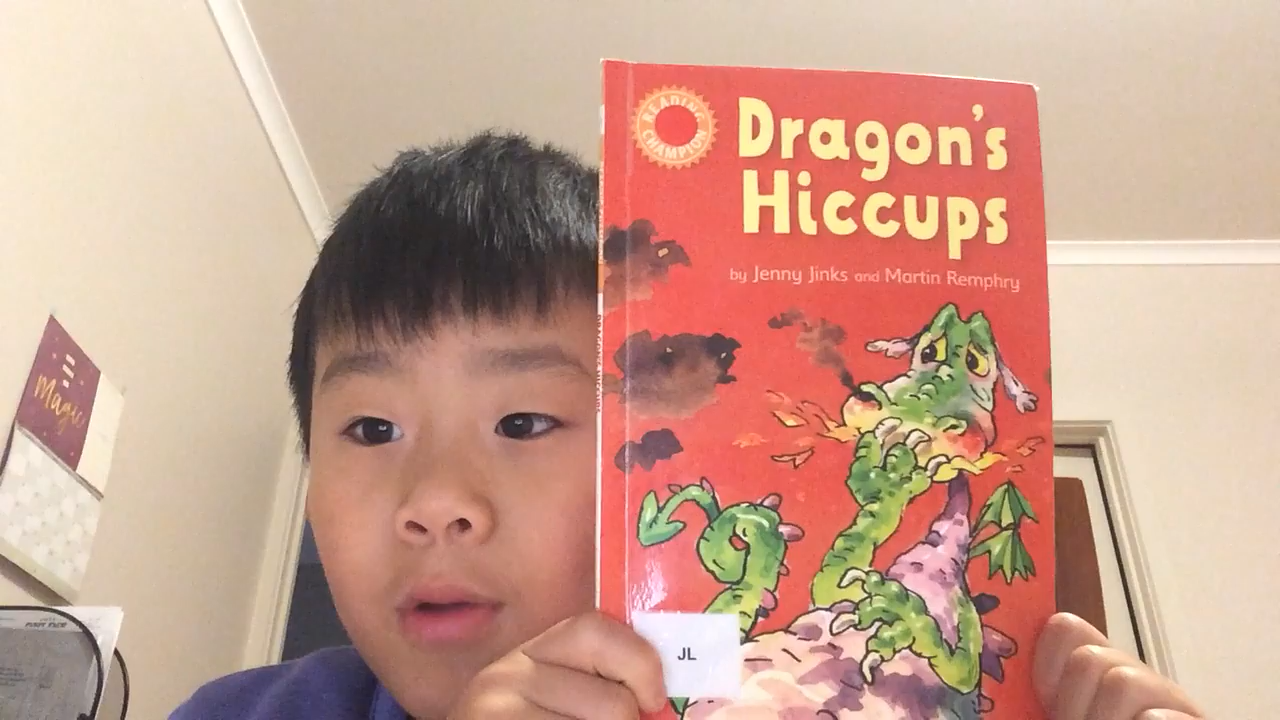 READING
CHAMPION
Dragon's
Hiccups
by Jenny Jinks and Martin Remphry
JL
Magic